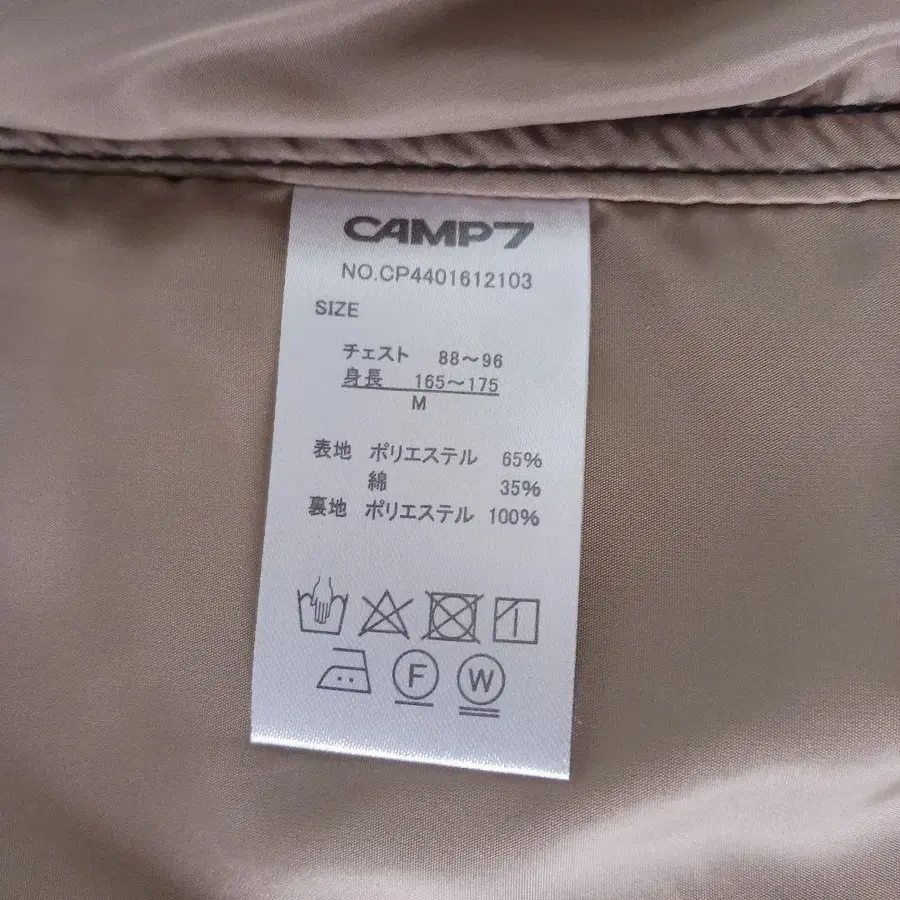 CAMP7
NO.CP4401612103
SIZE
チェスト 88～96
身長 165～175
M
表地 ポリエステル 65%
綿 35%
裏地 ポリエステル 100%
F
W